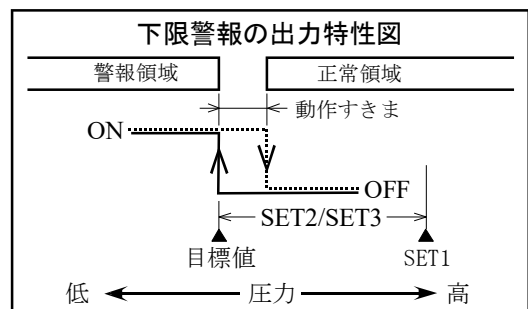 下限警報の出力特性図
警報領域 正常領域
動作すきま
ON
OFF
SET2/SET3
目標値 SET1
低 圧力 高